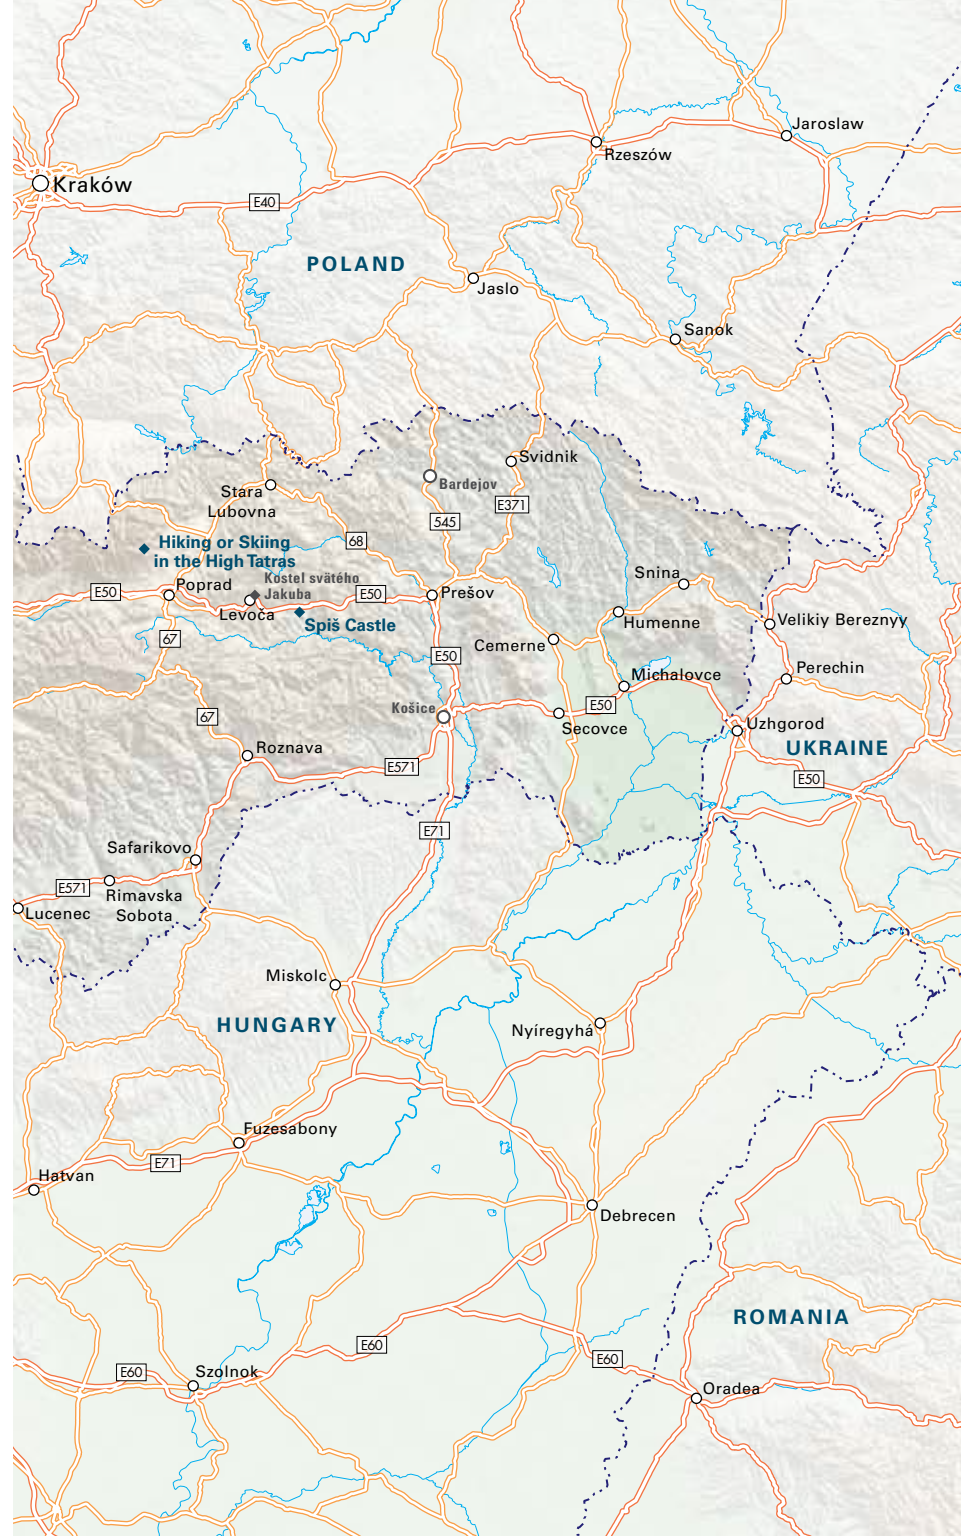 Jaroslaw
Rzeszów
Kraków
E40
POLAND
Jaslo
Sanok
Svidnik
Bardejov
Stara
Lubovna
E371
545
68
Hiking or Skiing
in the High Tatras
Kostel svätého
Jakuba
Snina
Poprad
E50
E50
Prešov
Levoča
Spiš Castle
Humenne
Velikiy Bereznyy
67
Cemerne
E50
Perechin
Michalovce
67
Košice
E50
Secovce
Uzhgorod
Roznava
UKRAINE
E571
E50
E71
Safarikovo
E571
Rimavska
Sobota
Lucenec
Miskolc
HUNGARY
Nyíregyhá
Fuzesabony
E71
Hatvan
Debrecen
ROMANIA
E60
E60
E60
Szolnok
Oradea